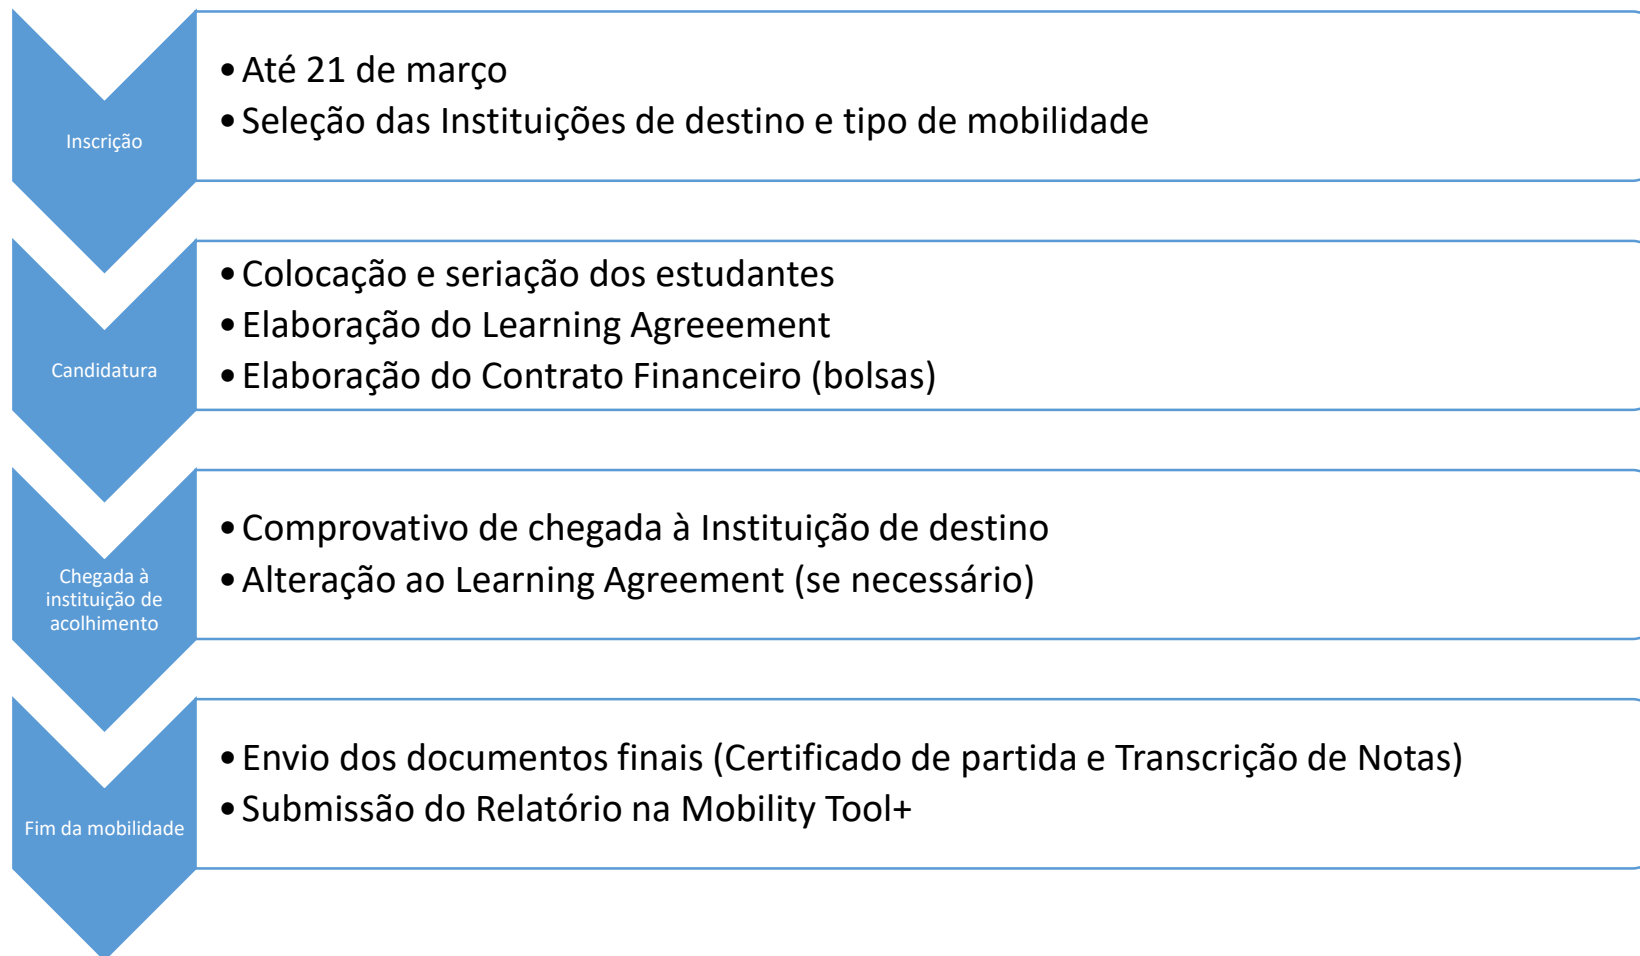 Inscrição
•Até 21 de março
•Seleção das Instituições de destino e tipo de mobilidade
Candidatura
•Colocação e seriação dos estudantes
•Elaboração do Learning Agreeement
•Elaboração do Contrato Financeiro (bolsas)
Chegada à
instituição de
acolhimento
•Comprovativo de chegada à Instituição de destino
•Alteração ao Learning Agreement (se necessário)
Fim da mobilidade
•Envio dos documentos finais (Certificado de partida e Transcrição de Notas)
•Submissão do Relatório na Mobility Tool+